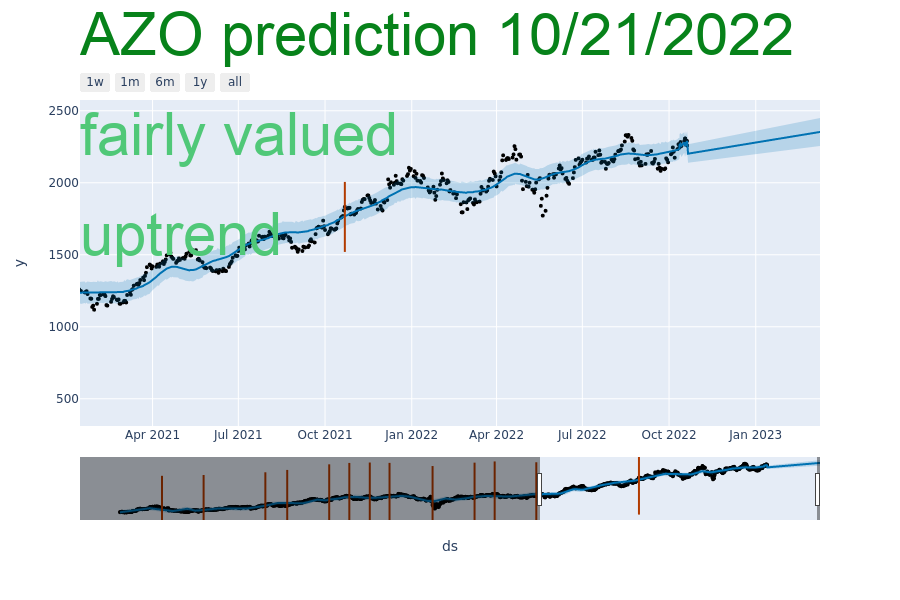 AZO prediction 10/21/2022
1w 1m 6m 1y all
2500
fairly valued
2000
uptrend
1500
y
1000
500
Apr 2021 Jul 2021 Oct 2021 Jan 2022 Apr 2022 Jul 2022 Oct 2022 Jan 2023
ds